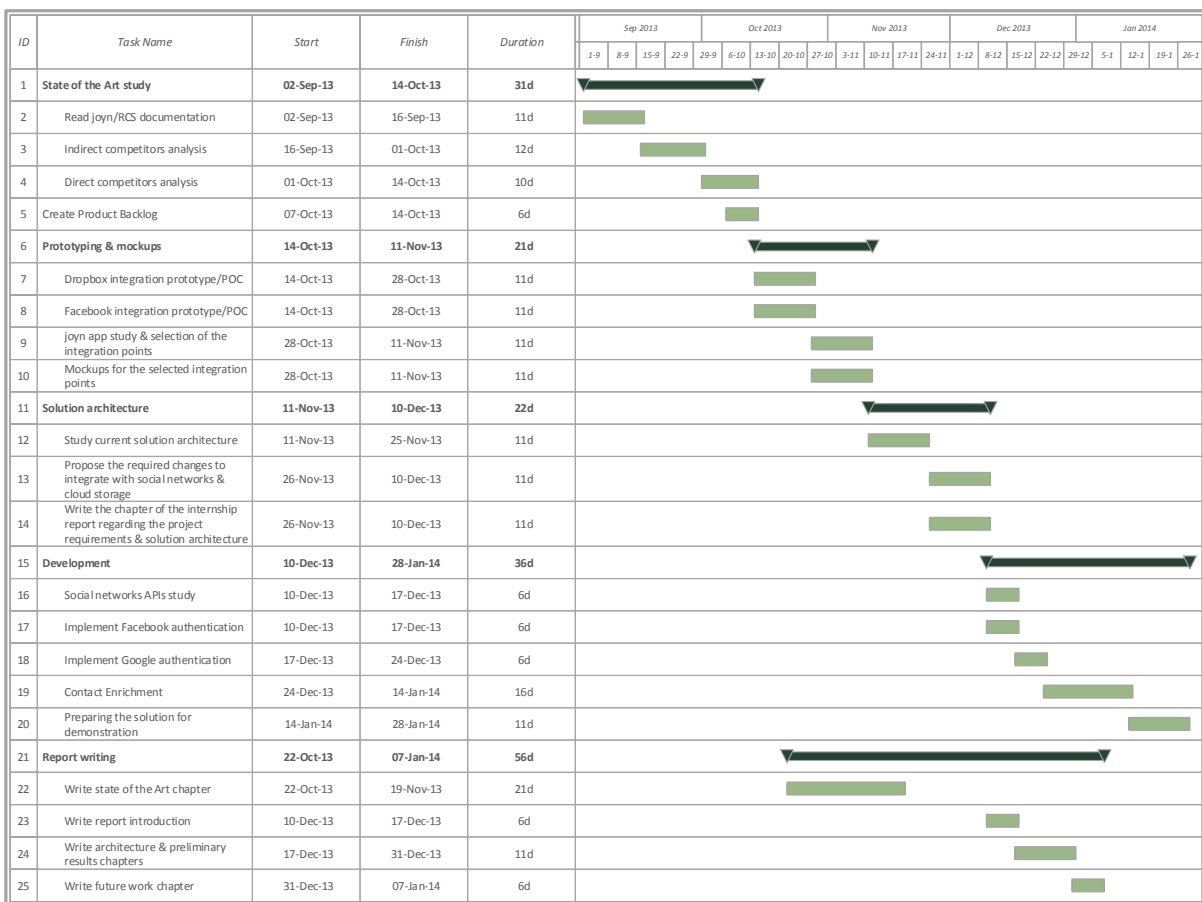 ID Task Name Start Finish Duration Sep 2013 Oct 2013 Nov 2013 Dec 2013 Jan 2014
1-9 8-9 15-9 22-9 29-9 6-10 13-10 20-10 27-10 3-11 10-11 17-11 24-11 1-12 8-12 15-12 22-12 29-12 5-1 12-1 19-1 26-1
1 State of the Art study 02-Sep-13 14-Oct-13 31d
2 Read joyn/RCS documentation 02-Sep-13 16-Sep-13 11d
3 Indirect competitors analysis 16-Sep-13 01-Oct-13 12d
4 Direct competitors analysis 01-Oct-13 14-Oct-13 10d
5 Create Product Backlog 07-Oct-13 14-Oct-13 6d
6 Prototyping & mockups 14-Oct-13 11-Nov-13 21d
7 Dropbox integration prototype/POC 14-Oct-13 28-Oct-13 11d
8 Facebook integration prototype/POC 14-Oct-13 28-Oct-13 11d
9 joyn app study & selection of the
integration points 28-Oct-13 11-Nov-13 11d
10 Mockups for the selected integration
points 28-Oct-13 11-Nov-13 11d
11 Solution architecture 11-Nov-13 10-Dec-13 22d
12 Study current solution architecture 11-Nov-13 25-Nov-13 11d
Propose the required changes to
13 integrate with social networks & 26-Nov-13 10-Dec-13 11d
cloud storage
Write the chapter of the internship
14 report regarding the project 26-Nov-13 10-Dec-13 11d
requirements & solution architecture
15 Development 10-Dec-13 28-Jan-14 36d
16 Social networks APIs study 10-Dec-13 17-Dec-13 6d
17 Implement Facebook authentication 10-Dec-13 17-Dec-13 6d
18 Implement Google authentication 17-Dec-13 24-Dec-13 6d
19 Contact Enrichment 24-Dec-13 14-Jan-14 16d
20 Preparing the solution for
demonstration 14-Jan-14 28-Jan-14 11d
21 Report writing 22-Oct-13 07-Jan-14 56d
22 Write state of the Art chapter 22-Oct-13 19-Nov-13 21d
23 Write report introduction 10-Dec-13 17-Dec-13 6d
24 Write architecture & preliminary
results chapters 17-Dec-13 31-Dec-13 11d
25 Write future work chapter 31-Dec-13 07-Jan-14 6d